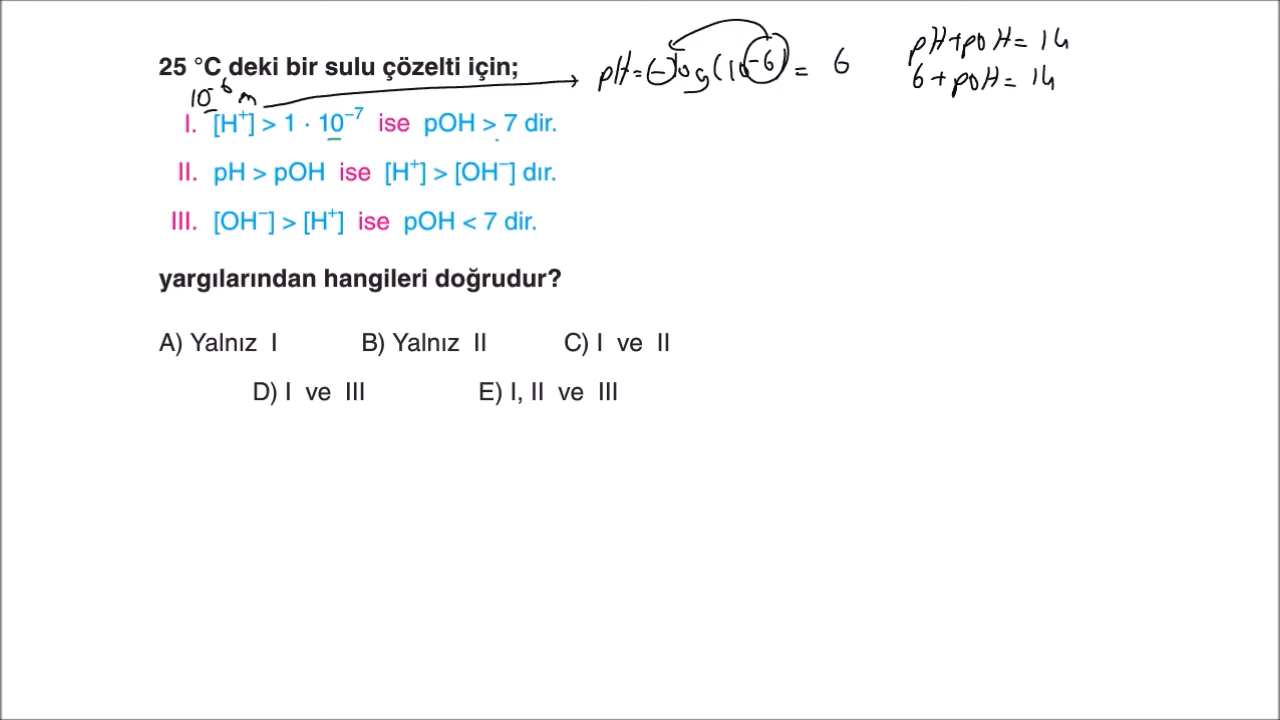 25 °C deki bir sulu çözelti için;
pH=(-)log(10⁻⁶) = 6
pH+pOH=14
6+pOH=14
10⁻⁶ m
I. [H⁺] > 1 · 10⁻⁷ ise pOH > 7 dir.
II. pH > pOH ise [H⁺] > [OH⁻] dır.
III. [OH⁻] > [H⁺] ise pOH < 7 dir.
yargılarından hangileri doğrudur?
A) Yalnız I B) Yalnız II C) I ve II
D) I ve III E) I, II ve III